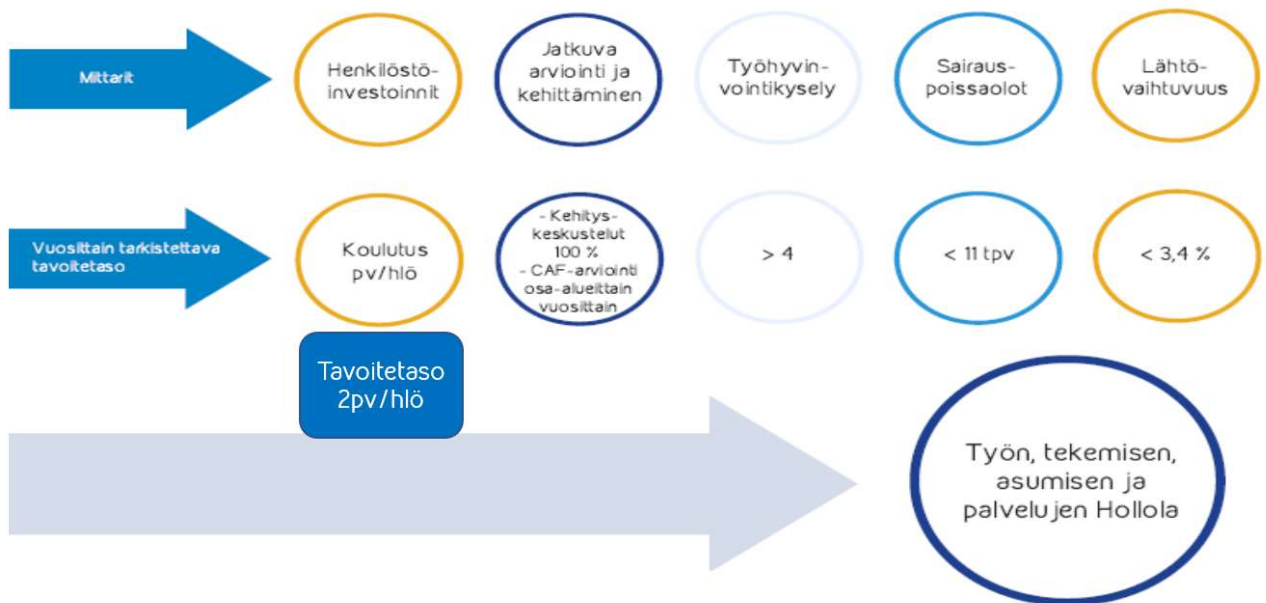 Mittarit
Henkilöstö-
investoinnit
Jatkuva
arviointi ja
kehittäminen
Työhyvin-
vointikysely
Sairaus-
poissaolot
Lähtö-
vaihtuvuus
Vuosittain tarkistettava
tavoitetaso
Koulutus
pv/hlö
- Kehitys-
keskustelut
100 %
- CAF-arviointi
osa-alueittain
vuosittain
> 4
< 11 tpv
< 3,4 %
Tavoitetaso
2pv/hlö
Työn, tekemisen,
asumisen ja
palvelujen Hollola